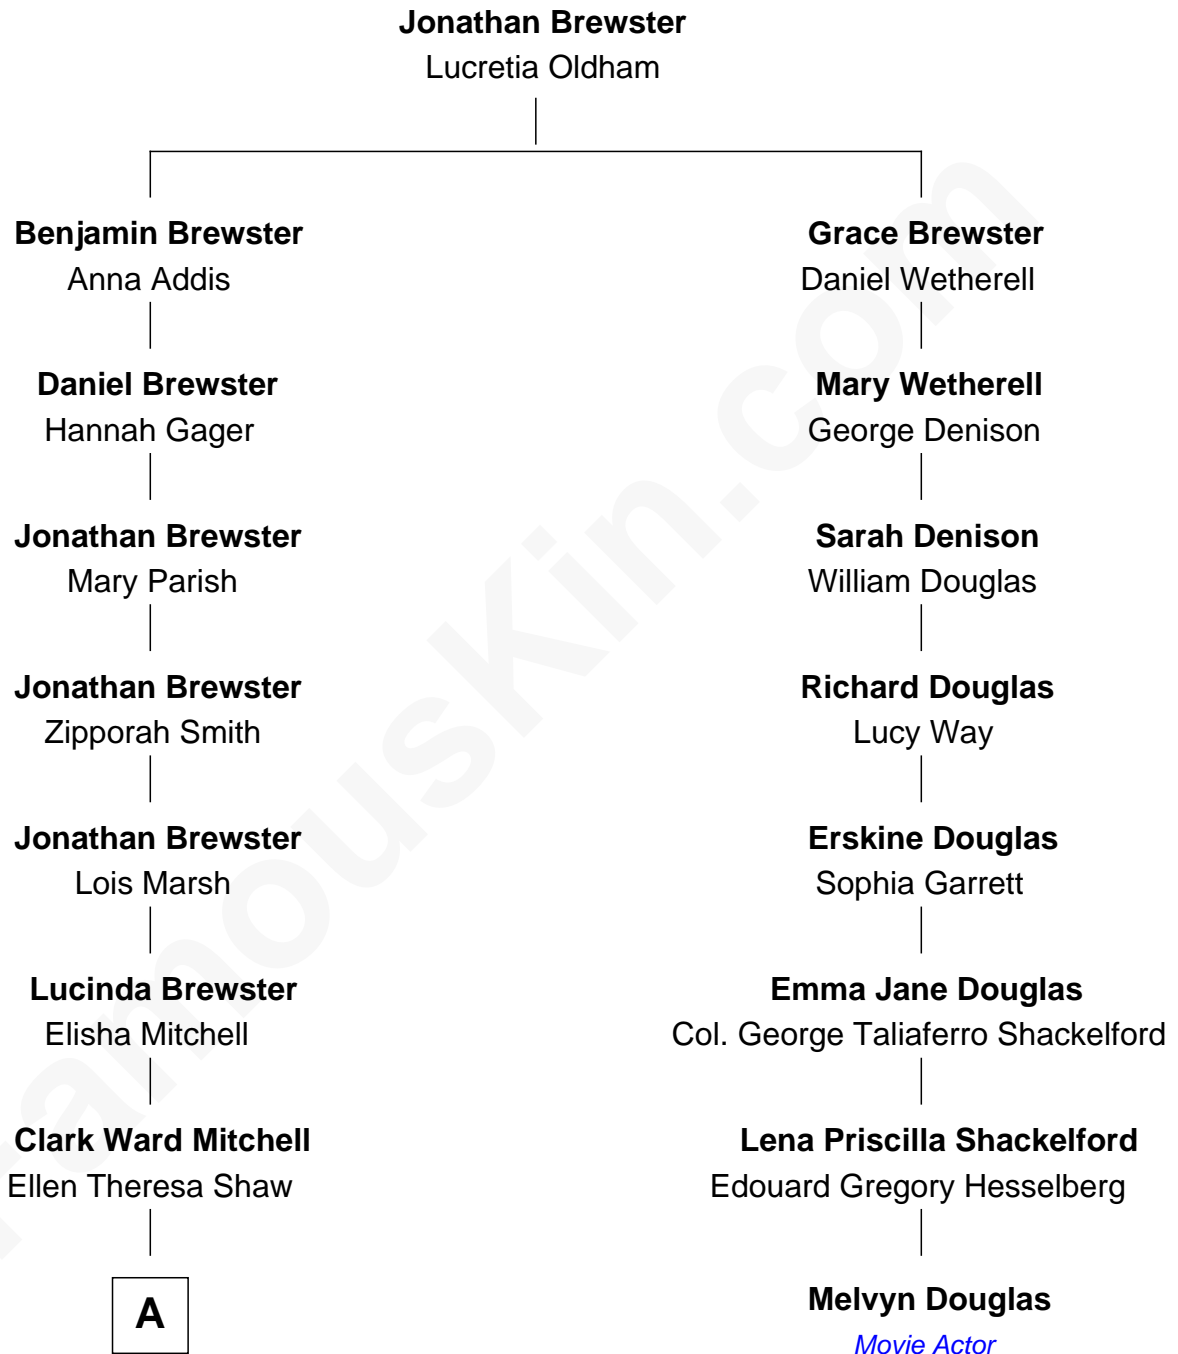 Jonathan Brewster
Lucretia Oldham
Benjamin Brewster
Anna Addis
Grace Brewster
Daniel Wetherell
Daniel Brewster
Hannah Gager
Mary Wetherell
George Denison
Jonathan Brewster
Mary Parish
Sarah Denison
William Douglas
Jonathan Brewster
Zipporah Smith
Richard Douglas
Lucy Way
Jonathan Brewster
Lois Marsh
Erskine Douglas
Sophia Garrett
Lucinda Brewster
Elisha Mitchell
Emma Jane Douglas
Col. George Taliaferro Shackelford
Clark Ward Mitchell
Ellen Theresa Shaw
Lena Priscilla Shackelford
Edouard Gregory Hesselberg
A
Melvyn Douglas
Movie Actor
FamousKin.com